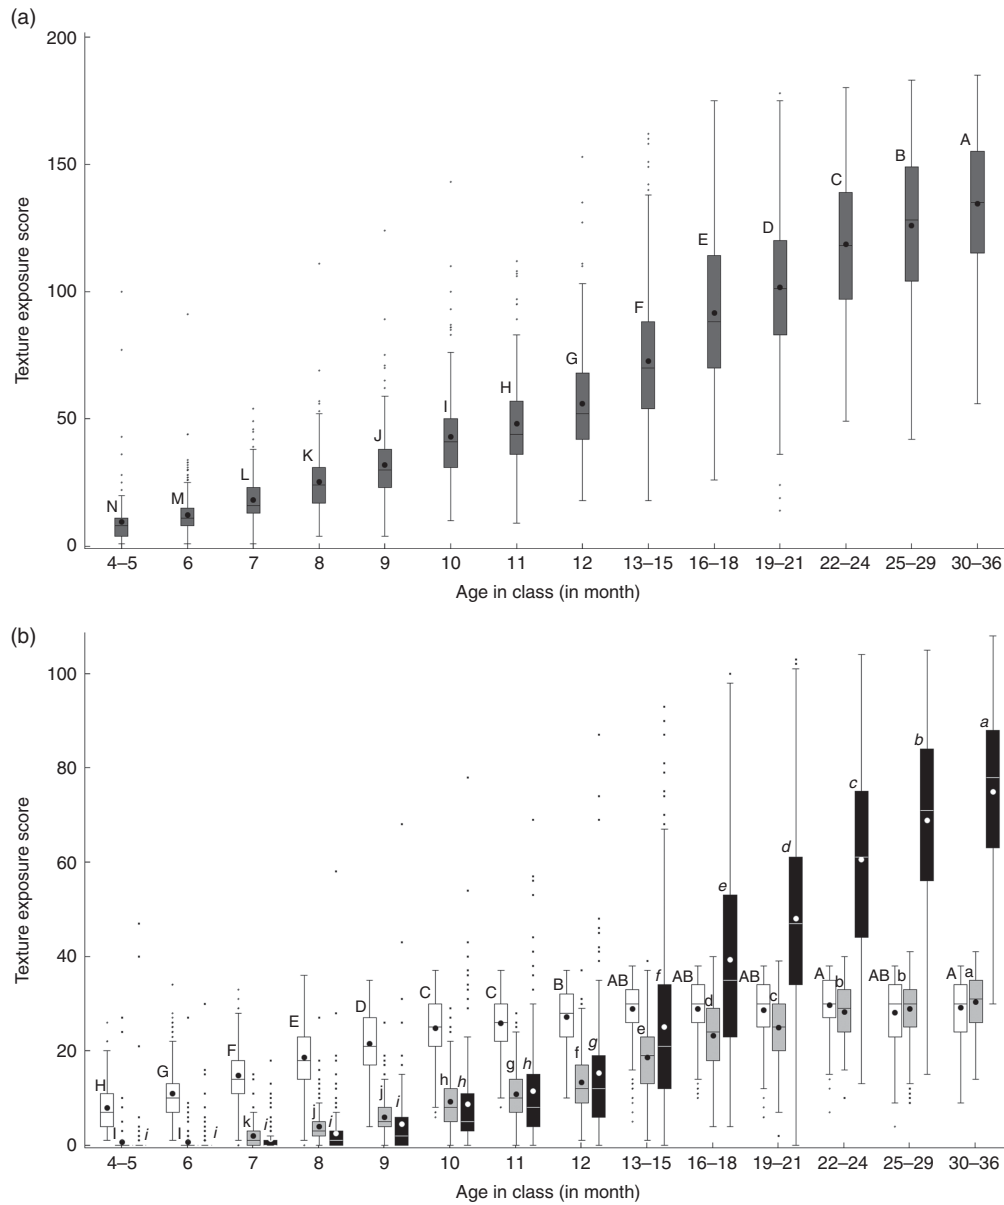 (a)
200
150
100
50
0
Texture exposure score
N M L K J I H G F E D C B A
4–5 6 7 8 9 10 11 12 13–15 16–18 19–21 22–24 25–29 30–36
Age in class (in month)
(b)
100
80
60
40
20
0
Texture exposure score
H l i G l i F k i E j i D j i C h h C g h B f g AB e f AB d e AB c d A b c AB b b A a a
4–5 6 7 8 9 10 11 12 13–15 16–18 19–21 22–24 25–29 30–36
Age in class (in month)